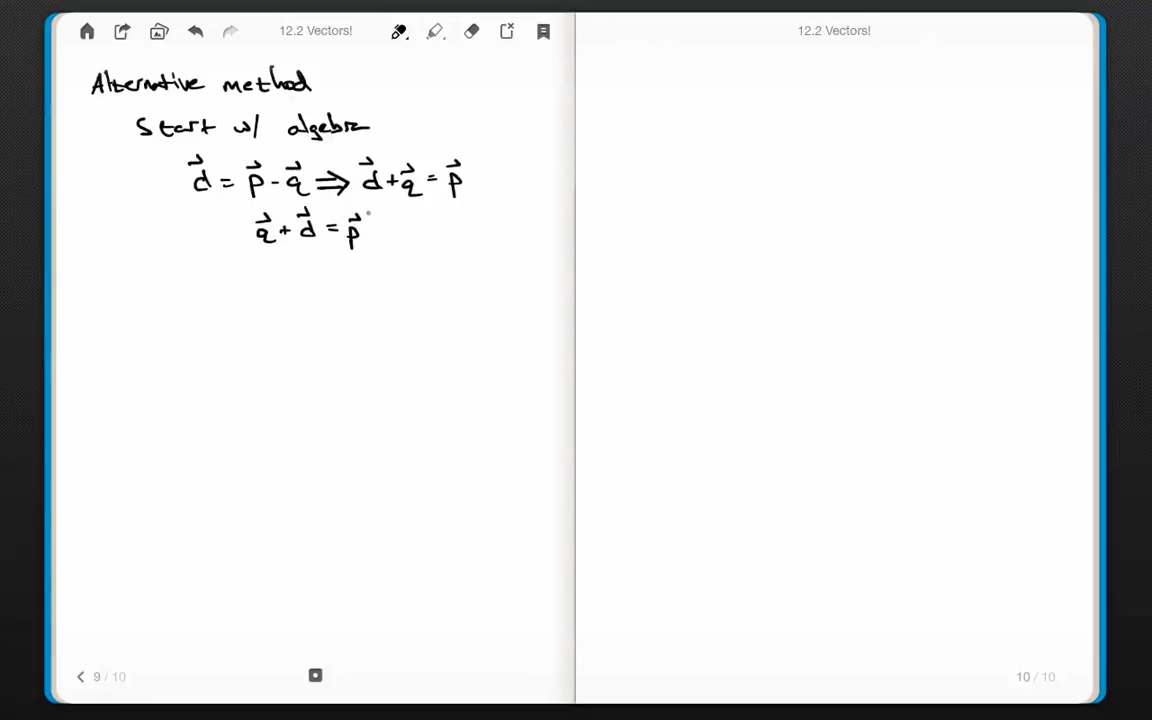 12.2 Vectors!
12.2 Vectors!
Alternative method
Start w/ algebra
d⃗ = p⃗ - q⃗ ⇒ d⃗ + q⃗ = p⃗
q⃗ + d⃗ = p⃗
9 / 10
10 / 10